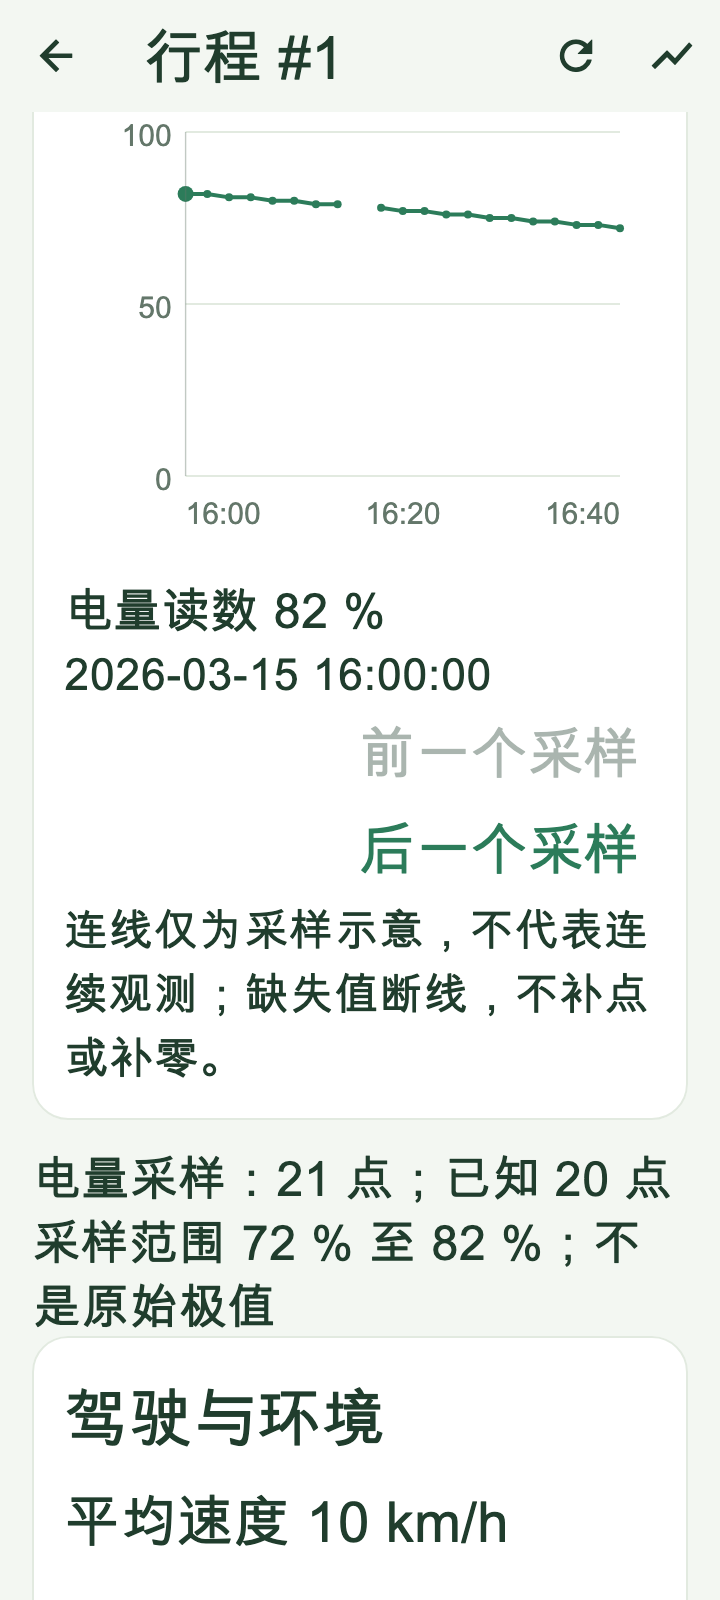 行程 #1
100
50
0
16:00 16:20 16:40
电量读数 82 %
2026-03-15 16:00:00
前一个采样
后一个采样
连线仅为采样示意，不代表连
续观测；缺失值断线，不补点
或补零。
电量采样：21 点；已知 20 点
采样范围 72 % 至 82 %；不
是原始极值
驾驶与环境
平均速度 10 km/h